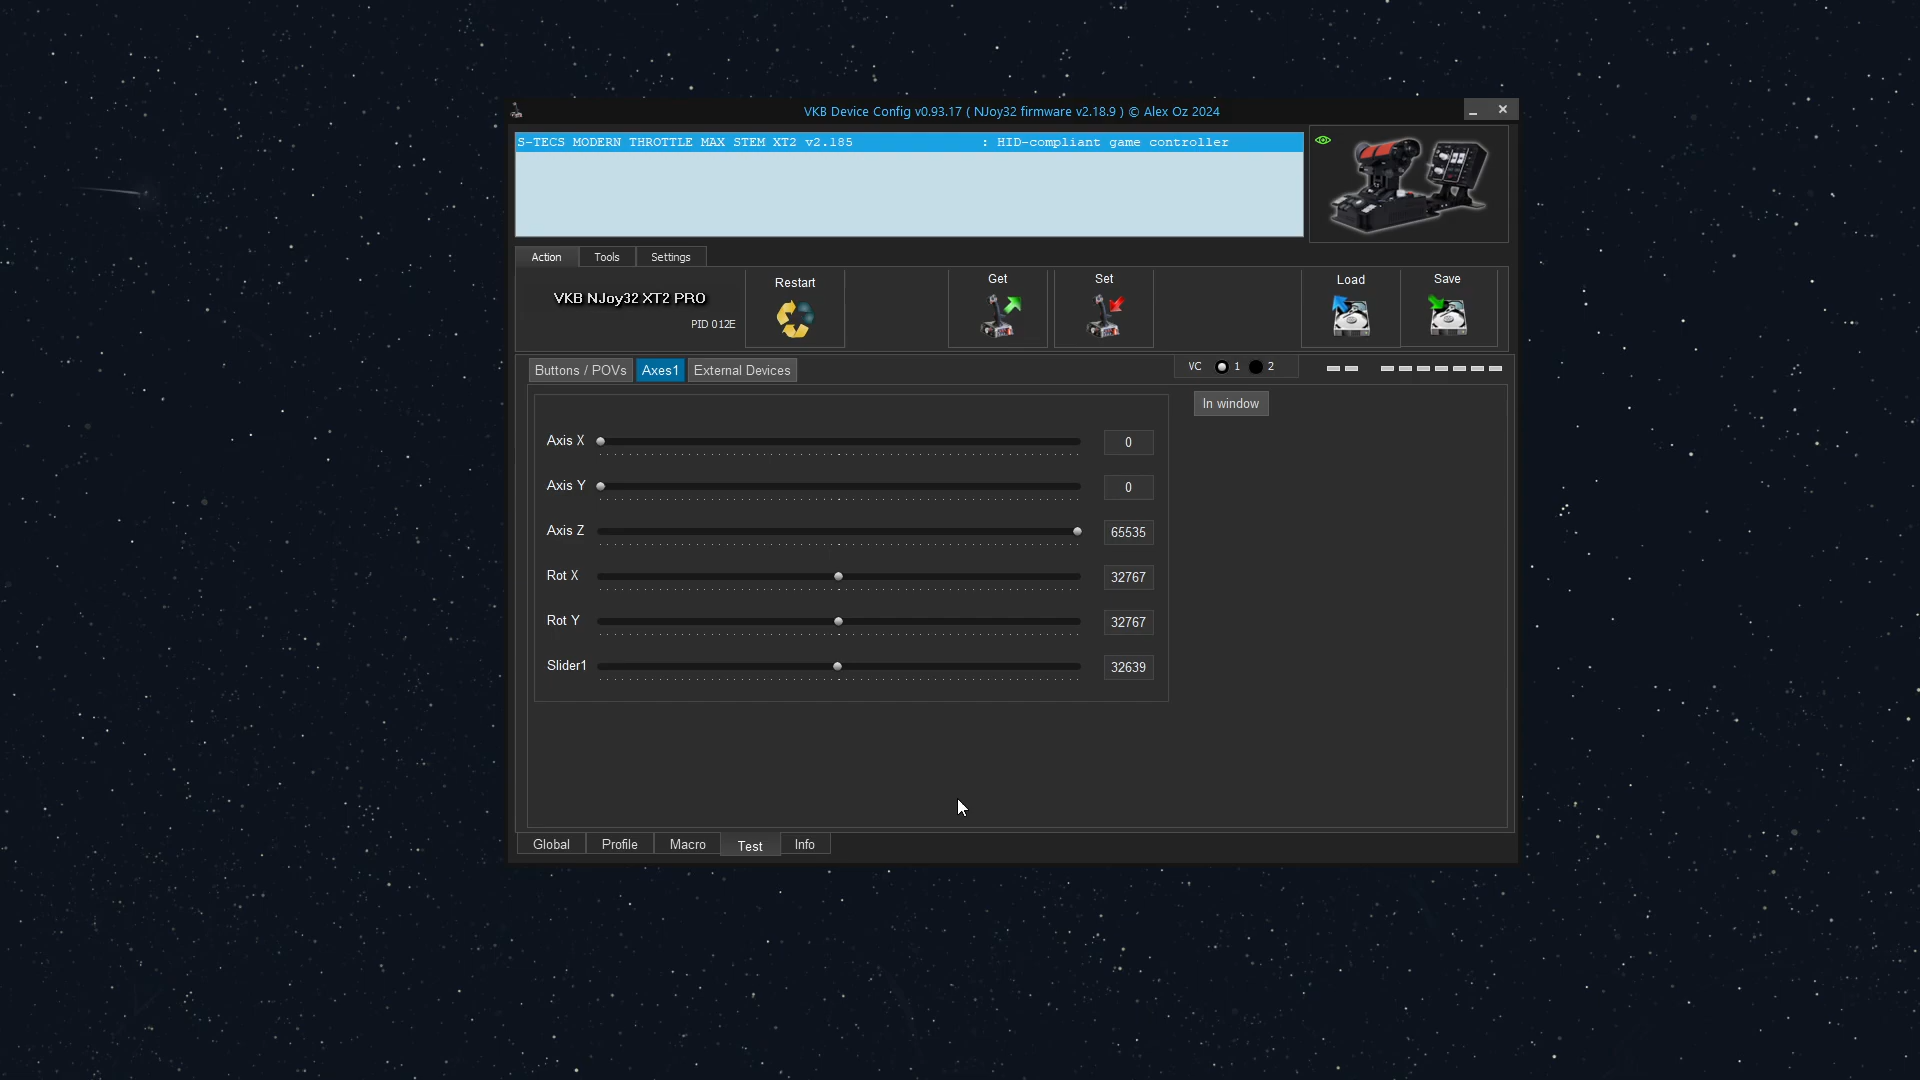 VKB Device Config v0.93.17 ( NJoy32 firmware v2.18.9 ) © Alex Oz 2024
S-TECS MODERN THROTTLE MAX STEM XT2 v2.185 : HID-compliant game controller
Action Tools Settings
VKB NJoy32 XT2 PRO
PID 012E
Restart
Get
Set
Load
Save
Buttons / POVs Axes1 External Devices
VC 1 2
In window
Axis X 0
Axis Y 0
Axis Z 65535
Rot X 32767
Rot Y 32767
Slider1 32639
Global Profile Macro Test Info